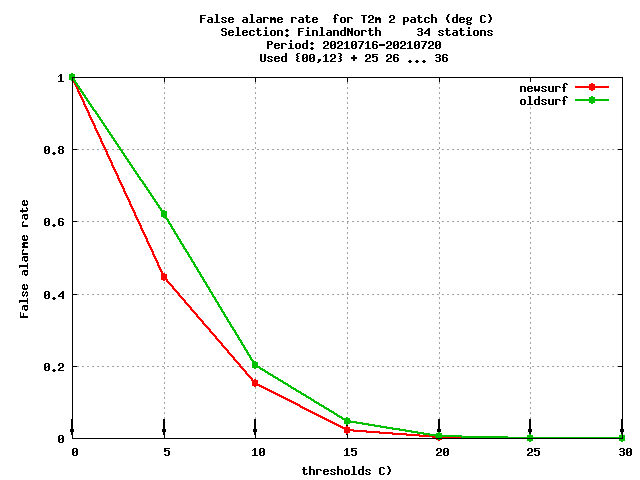 False alarme rate  for T2m 2 patch (deg C)
Selection: FinlandNorth     34 stations
Period: 20210716-20210720
Used {00,12} + 25 26 ... 36
newsurf
oldsurf
1
0.8
0.6
0.4
0.2
0
False alarme rate
0 5 10 15 20 25 30
thresholds C)